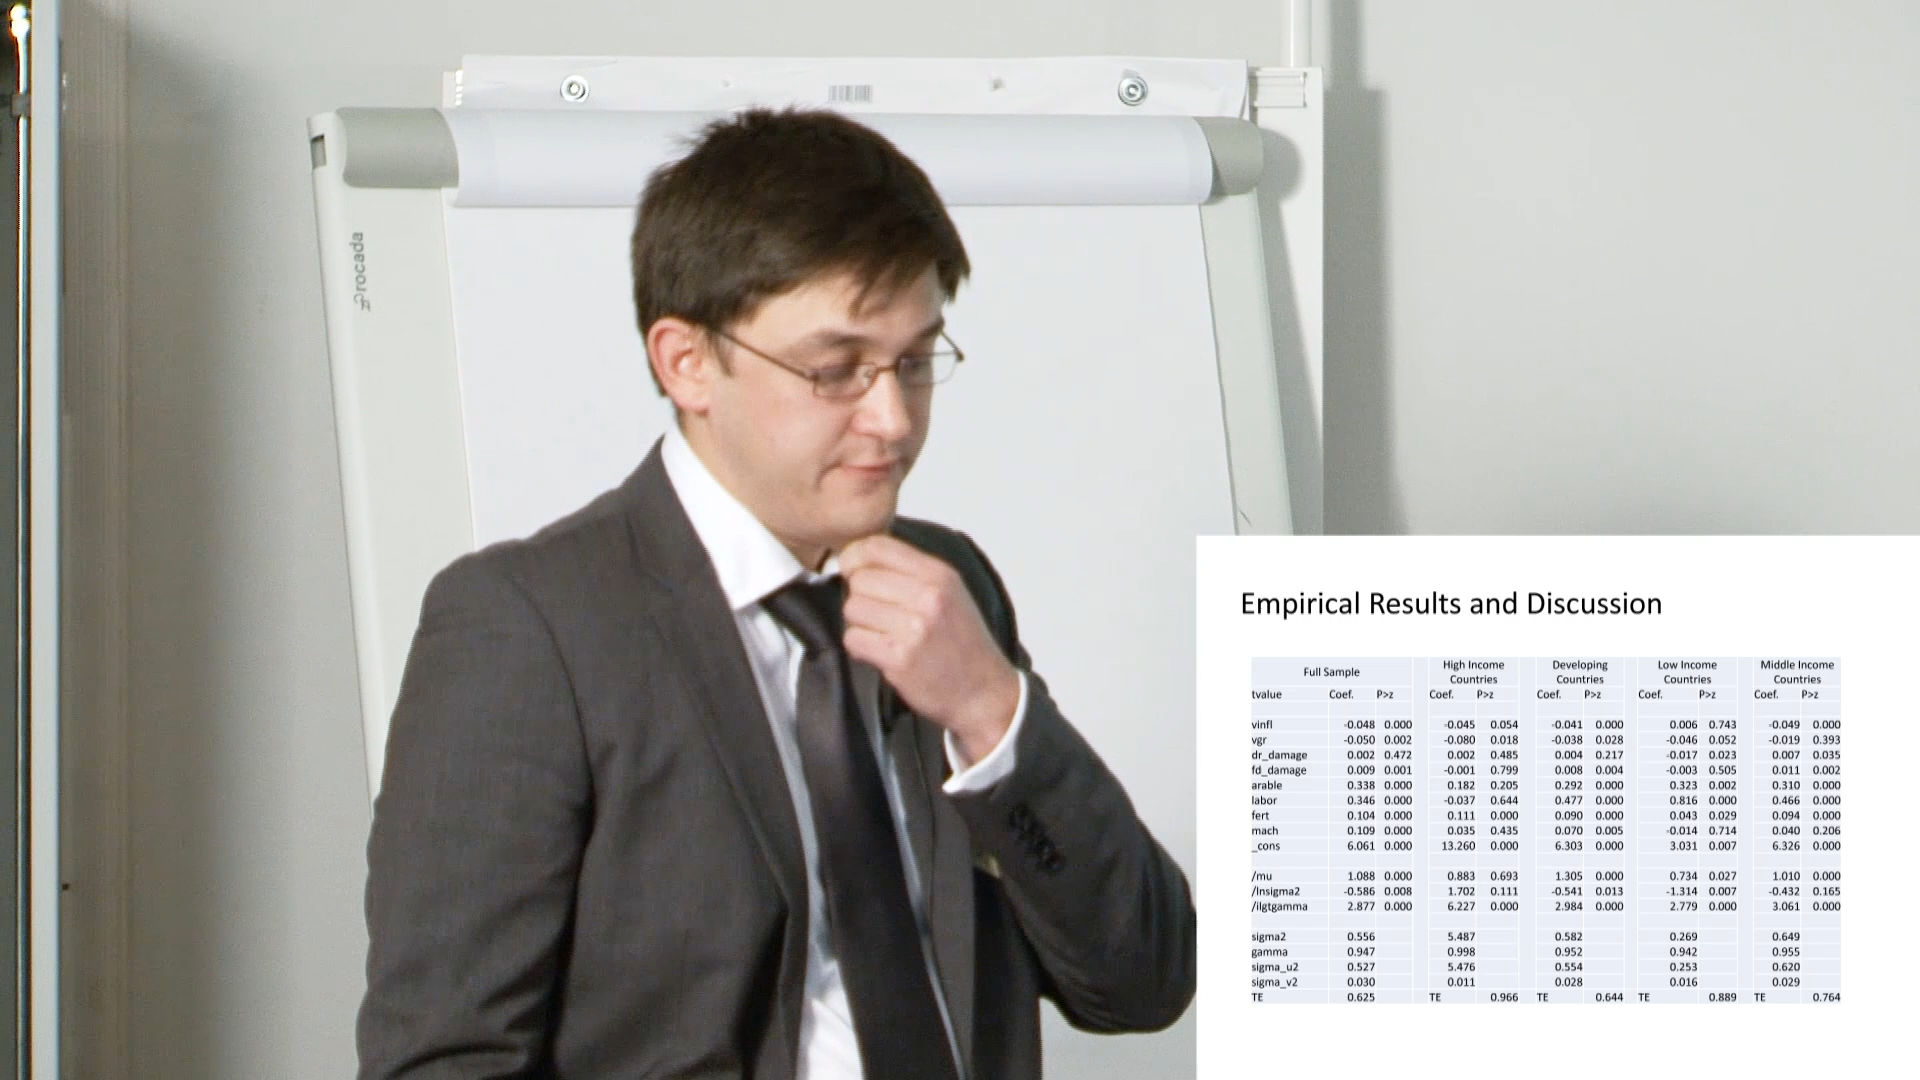 Procada
Empirical Results and Discussion
Full Sample High Income Countries Developing Countries Low Income Countries Middle Income Countries
tvalue Coef. P>z Coef. P>z Coef. P>z Coef. P>z Coef. P>z
vinfl -0.048 0.000 -0.045 0.054 -0.041 0.000 0.006 0.743 -0.049 0.000
vgr -0.050 0.002 -0.080 0.018 -0.038 0.028 -0.046 0.052 -0.019 0.393
dr_damage 0.002 0.472 0.002 0.485 0.004 0.217 -0.017 0.023 0.007 0.035
fd_damage 0.009 0.001 -0.001 0.799 0.008 0.004 -0.003 0.505 0.011 0.002
arable 0.338 0.000 0.182 0.205 0.292 0.000 0.323 0.002 0.310 0.000
labor 0.346 0.000 -0.037 0.644 0.477 0.000 0.816 0.000 0.466 0.000
fert 0.104 0.000 0.111 0.000 0.090 0.000 0.043 0.029 0.094 0.000
mach 0.109 0.000 0.035 0.435 0.070 0.005 -0.014 0.714 0.040 0.206
_cons 6.061 0.000 13.260 0.000 6.303 0.000 3.031 0.007 6.326 0.000
/mu 1.088 0.000 0.883 0.693 1.305 0.000 0.734 0.027 1.010 0.000
/lnsigma2 -0.586 0.008 1.702 0.111 -0.541 0.013 -1.314 0.007 -0.432 0.165
/ilgtgamma 2.877 0.000 6.227 0.000 2.984 0.000 2.779 0.000 3.061 0.000
sigma2 0.556 5.487 0.582 0.269 0.649
gamma 0.947 0.998 0.952 0.942 0.955
sigma_u2 0.527 5.476 0.554 0.253 0.620
sigma_v2 0.030 0.011 0.028 0.016 0.029
TE 0.625 TE 0.966 TE 0.644 TE 0.889 TE 0.764